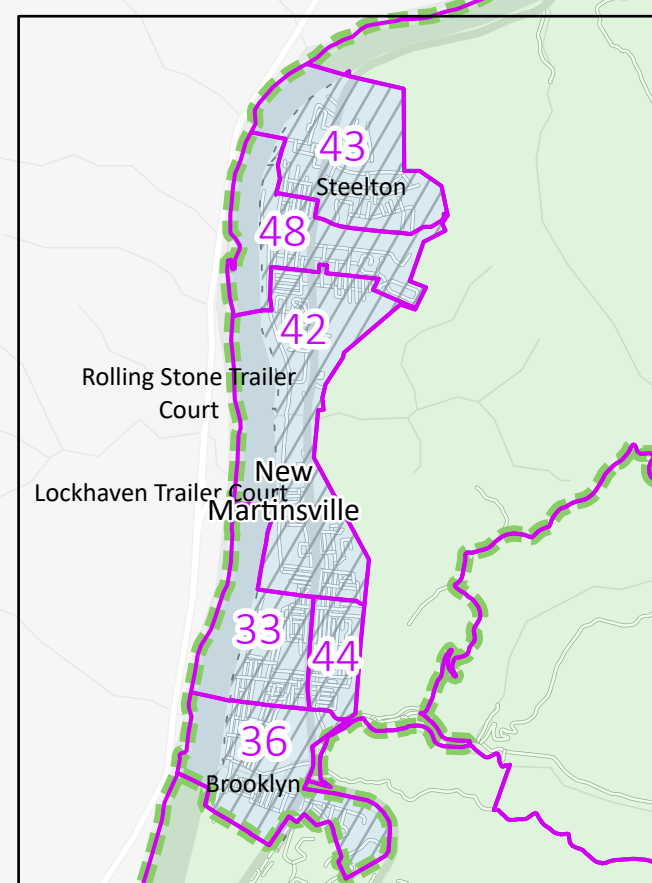 43
Steelton
48
42
Rolling Stone Trailer
Court
New
Lockhaven Trailer Court
Martinsville
33
44
36
Brooklyn